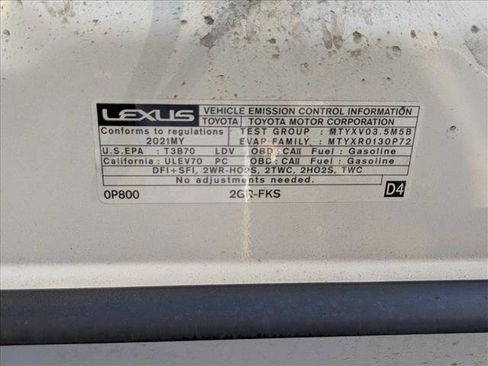 LEXUS VEHICLE EMISSION CONTROL INFORMATION
TOYOTA TOYOTA MOTOR CORPORATION
Conforms to regulations TEST GROUP : MTYXV03.5M5B
2021MY EVAP FAMILY : MTYXR0130P72
U.S.EPA : T3B70 LDV OBD : CAII Fuel : Gasoline
California : ULEV70 PC OBD : CAII Fuel : Gasoline
DFI+SFI, 2WR-HO2S, 2TWC, 2HO2S, TWC
No adjustments needed.
0P800 2GR-FKS D4